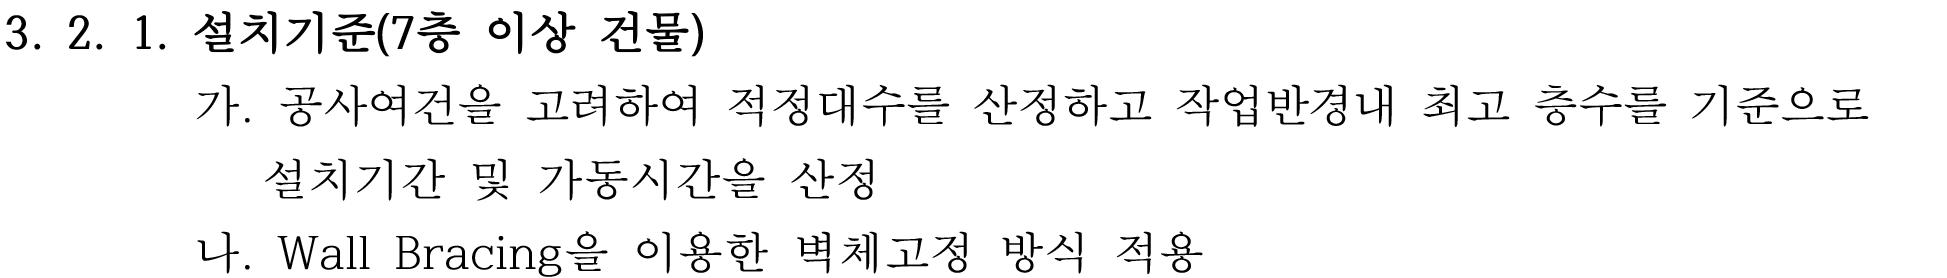 3. 2. 1. 설치기준(7층 이상 건물)
가. 공사여건을 고려하여 적정대수를 산정하고 작업반경내 최고 층수를 기준으로
설치기간 및 가동시간을 산정
나. Wall Bracing을 이용한 벽체고정 방식 적용